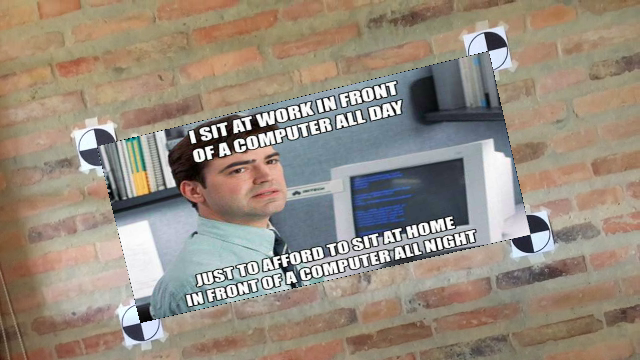 I SIT AT WORK IN FRONT
OF A COMPUTER ALL DAY
JUST TO AFFORD TO SIT AT HOME
IN FRONT OF A COMPUTER ALL NIGHT